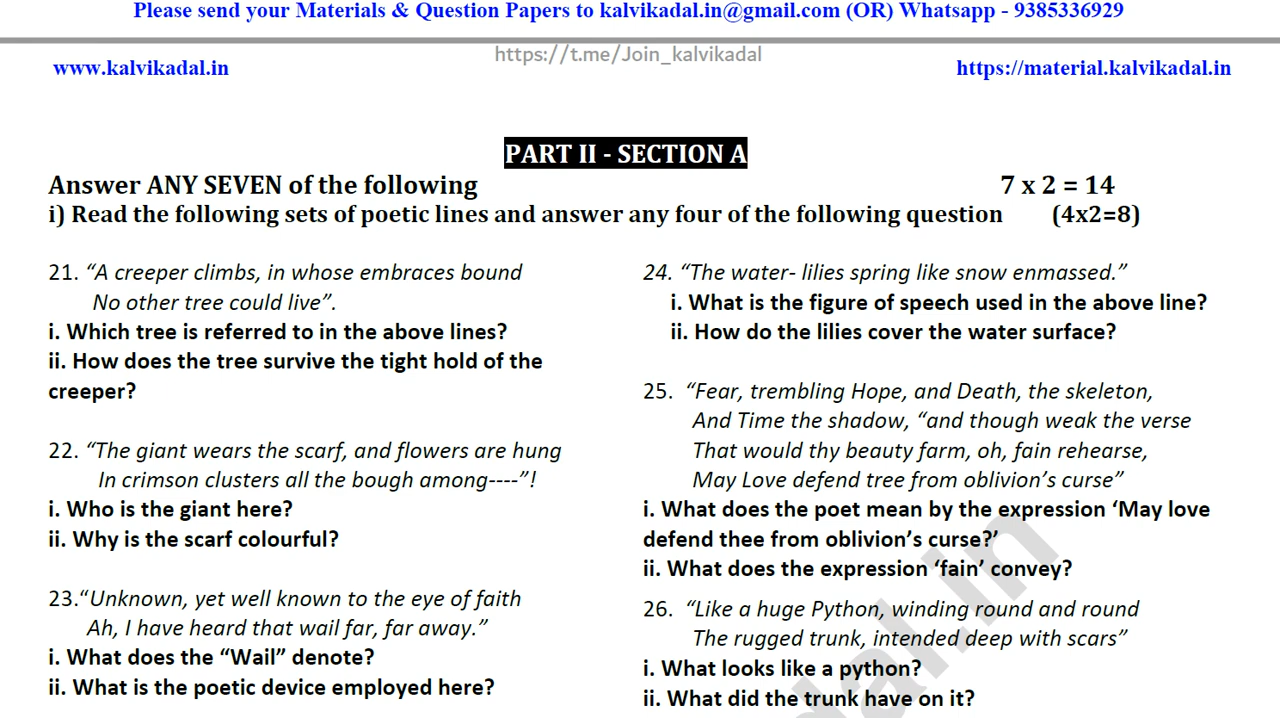 Please send your Materials & Question Papers to kalvikadal.in@gmail.com (OR) Whatsapp - 9385336929
https://t.me/Join_kalvikadal
www.kalvikadal.in
https://material.kalvikadal.in
PART II - SECTION A
Answer ANY SEVEN of the following 7 x 2 = 14
i) Read the following sets of poetic lines and answer any four of the following question (4x2=8)
21. “A creeper climbs, in whose embraces bound
No other tree could live”.
i. Which tree is referred to in the above lines?
ii. How does the tree survive the tight hold of the
creeper?
22. “The giant wears the scarf, and flowers are hung
In crimson clusters all the bough among----”!
i. Who is the giant here?
ii. Why is the scarf colourful?
23.“Unknown, yet well known to the eye of faith
Ah, I have heard that wail far, far away.”
i. What does the “Wail” denote?
ii. What is the poetic device employed here?
24. “The water- lilies spring like snow enmassed.”
i. What is the figure of speech used in the above line?
ii. How do the lilies cover the water surface?
25. “Fear, trembling Hope, and Death, the skeleton,
And Time the shadow, “and though weak the verse
That would thy beauty farm, oh, fain rehearse,
May Love defend tree from oblivion’s curse”
i. What does the poet mean by the expression ‘May love
defend thee from oblivion’s curse?’
ii. What does the expression ‘fain’ convey?
26. “Like a huge Python, winding round and round
The rugged trunk, intended deep with scars”
i. What looks like a python?
ii. What did the trunk have on it?
dal.in